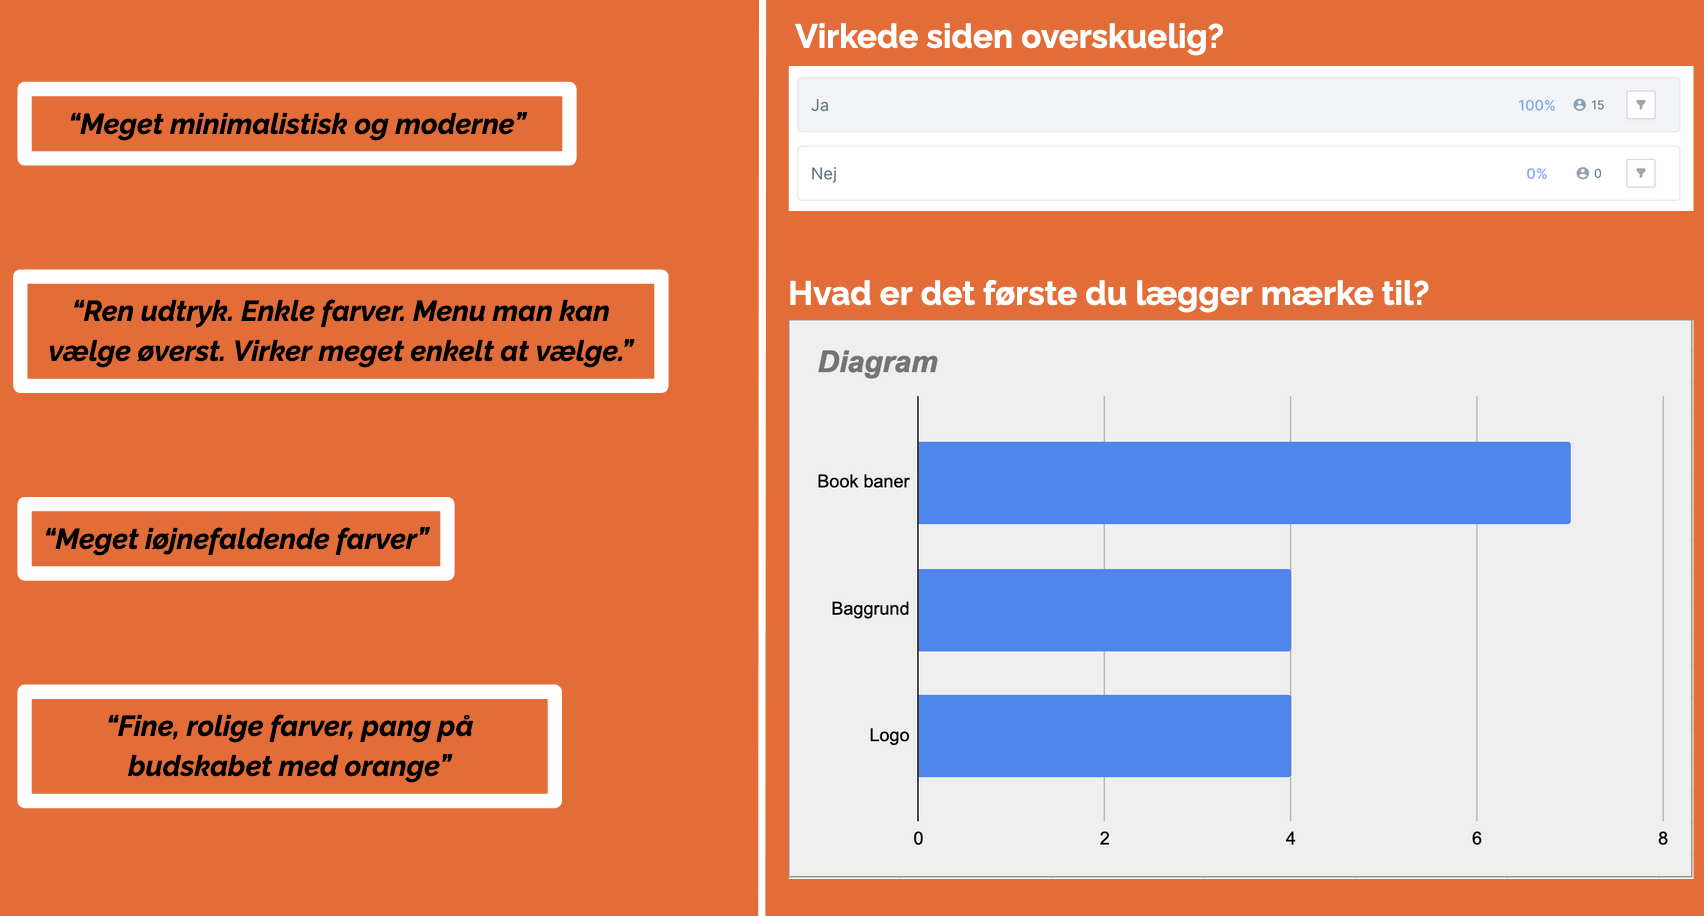 “Meget minimalistisk og moderne”
“Ren udtryk. Enkle farver. Menu man kan
vælge øverst. Virker meget enkelt at vælge.”
“Meget iøjnefaldende farver”
“Fine, rolige farver, pang på
budskabet med orange”
Virkede siden overskuelig?
Ja 100% 15
Nej 0% 0
Hvad er det første du lægger mærke til?
Diagram
Book baner
Baggrund
Logo
0 2 4 6 8